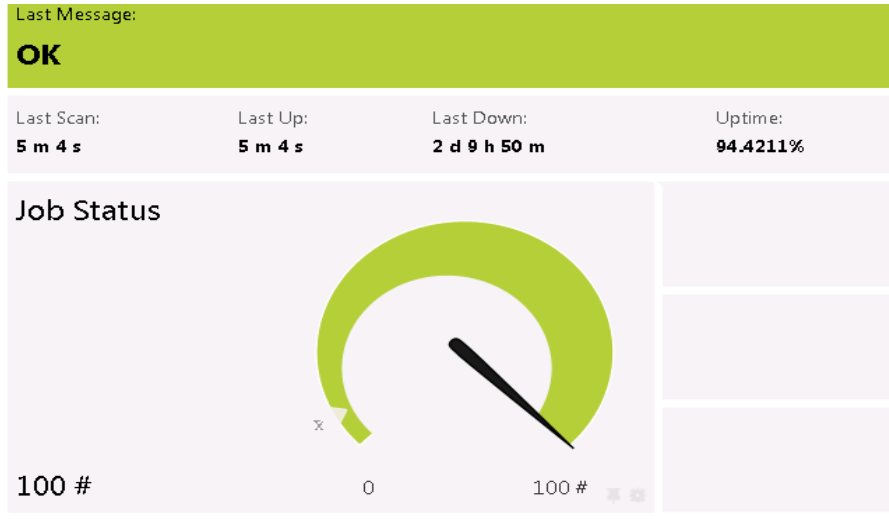 Last Message:
OK
Last Scan: Last Up: Last Down: Uptime:
5 m 4 s 5 m 4 s 2 d 9 h 50 m 94.4211%
Job Status
x
100 # 0 100 #